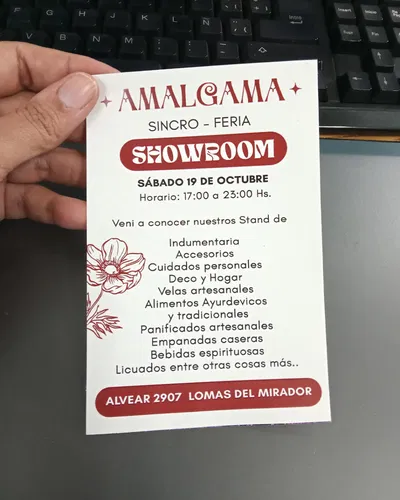 AMALGAMA
SINCRO - FERIA
SHOWROOM
SÁBADO 19 DE OCTUBRE
Horario: 17:00 a 23:00 Hs.
Vení a conocer nuestros Stand de
Indumentaria
Accesorios
Cuidados personales
Deco y Hogar
Velas artesanales
Alimentos Ayurdevicos
y tradicionales
Panificados artesanales
Empanadas caseras
Bebidas espirituosas
Licuados entre otras cosas más..
ALVEAR 2907 LOMAS DEL MIRADOR